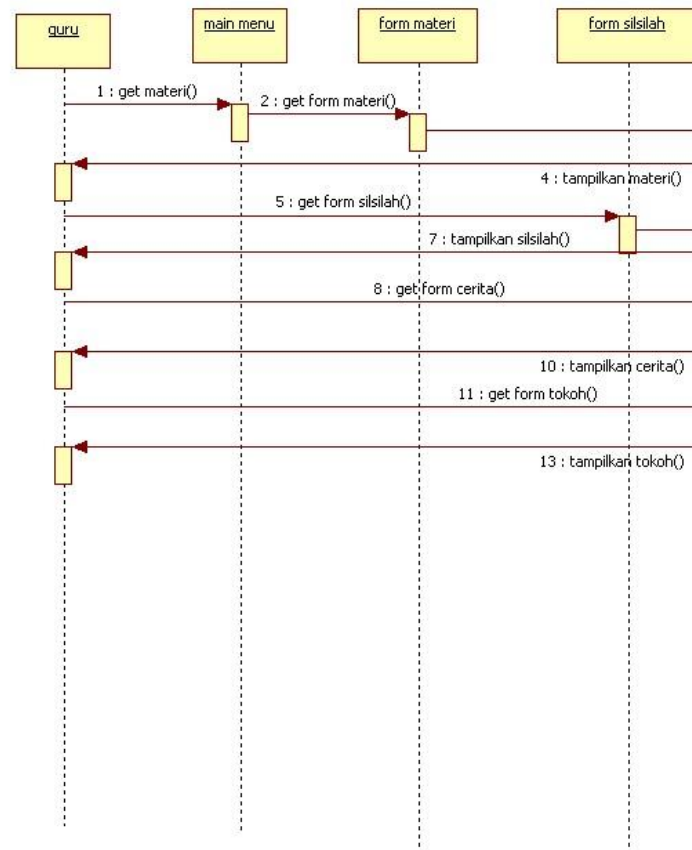 guru
main menu
form materi
form silsilah
1 : get materi()
2 : get form materi()
4 : tampilkan materi()
5 : get form silsilah()
7 : tampilkan silsilah()
8 : get form cerita()
10 : tampilkan cerita()
11 : get form tokoh()
13 : tampilkan tokoh()